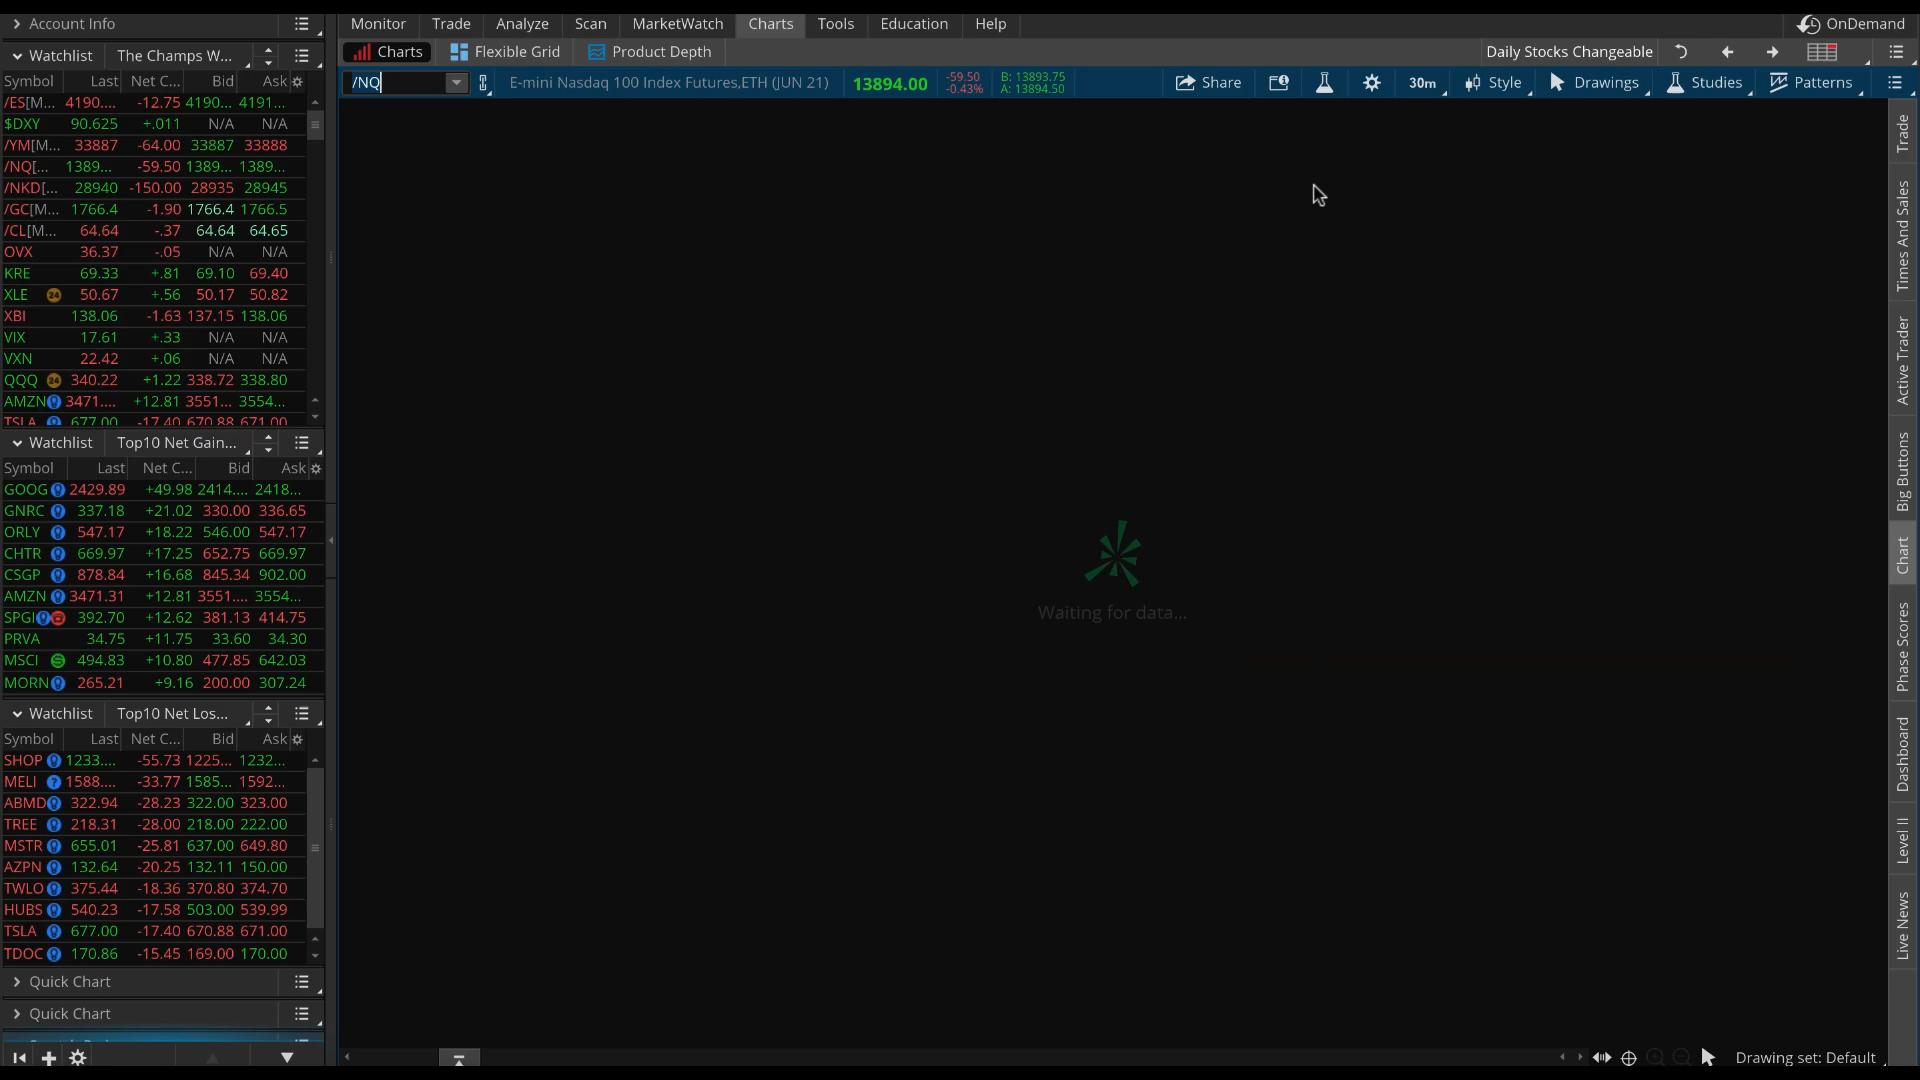 Account Info
Watchlist The Champs W...
Symbol Last Net C... Bid Ask
/ES[M... 4190.... -12.75 4190... 4191...
$DXY 90.625 +.011 N/A N/A
/YM[M... 33887 -64.00 33887 33888
/NQ[... 1389... -59.50 1389... 1389...
/NKD[... 28940 -150.00 28935 28945
/GC[M... 1766.4 -1.90 1766.4 1766.5
/CL[M... 64.64 -.37 64.64 64.65
OVX 36.37 -.05 N/A N/A
KRE 69.33 +.81 69.10 69.40
XLE 24 50.67 +.56 50.17 50.82
XBI 138.06 -1.63 137.15 138.06
VIX 17.61 +.33 N/A N/A
VXN 22.42 +.06 N/A N/A
QQQ 24 340.22 +1.22 338.72 338.80
AMZN 3471.... +12.81 3551... 3554...
TSLA 677.00 -17.40 670.88 671.00
Watchlist Top10 Net Gain...
Symbol Last Net C... Bid Ask
GOOG 2429.89 +49.98 2414.... 2418...
GNRC 337.18 +21.02 330.00 336.65
ORLY 547.17 +18.22 546.00 547.17
CHTR 669.97 +17.25 652.75 669.97
CSGP 878.84 +16.68 845.34 902.00
AMZN 3471.31 +12.81 3551.... 3554...
SPGI 392.70 +12.62 381.13 414.75
PRVA 34.75 +11.75 33.60 34.30
MSCI S 494.83 +10.80 477.85 642.03
MORN 265.21 +9.16 200.00 307.24
Watchlist Top10 Net Los...
Symbol Last Net C... Bid Ask
SHOP 1233.... -55.73 1225... 1232...
MELI ? 1588.... -33.77 1585... 1592...
ABMD 322.94 -28.23 322.00 323.00
TREE 218.31 -28.00 218.00 222.00
MSTR 655.01 -25.81 637.00 649.80
AZPN 132.64 -20.25 132.11 150.00
TWLO 375.44 -18.36 370.80 374.70
HUBS 540.23 -17.58 503.00 539.99
TSLA 677.00 -17.40 670.88 671.00
TDOC 170.86 -15.45 169.00 170.00
Quick Chart
Quick Chart
Monitor Trade Analyze Scan MarketWatch Charts Tools Education Help OnDemand
Charts Flexible Grid Product Depth Daily Stocks Changeable
/NQ E-mini Nasdaq 100 Index Futures,ETH (JUN 21) 13894.00 -59.50 B: 13893.75 Share 30m Style Drawings Studies Patterns
-0.43% A: 13894.50
Waiting for data...
Trade
Times And Sales
Active Trader
Big Buttons
Chart
Phase Scores
Dashboard
Level II
Live News
Drawing set: Default